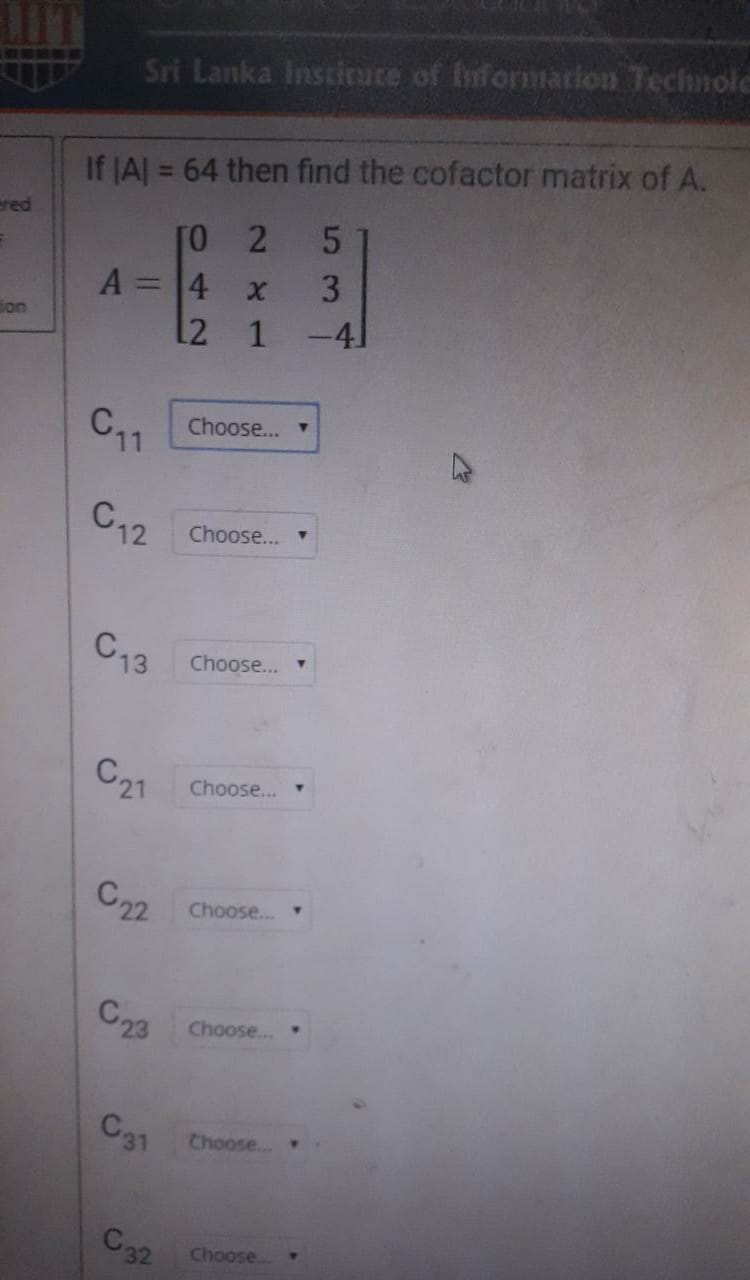 LIIT
Sri Lanka Institute of Information Technolo
ered
ion
If |A| = 64 then find the cofactor matrix of A.
A = [0 2 5
4 x 3
2 1 -4]
C11 Choose...
C12 Choose...
C13 Choose...
C21 Choose...
C22 Choose...
C23 Choose...
C31 Choose...
C32 Choose...